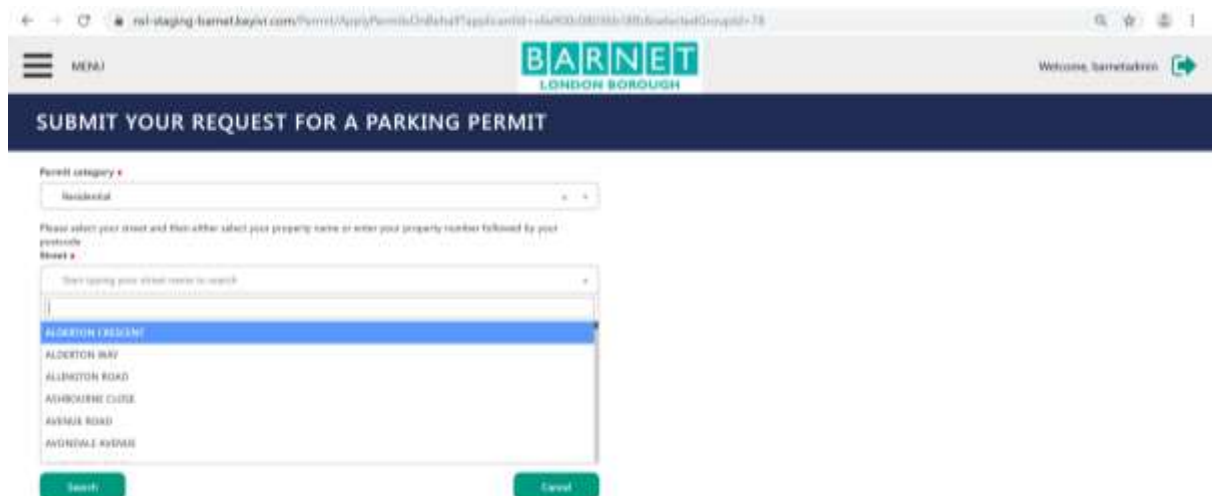 MENU
BARNET
LONDON BOROUGH
Welcome, barnetadmin
SUBMIT YOUR REQUEST FOR A PARKING PERMIT
Permit category *
Residential
Please select your street and then either select your property name or enter your property number followed by your
postcode
Street *
Start typing your street name to search
ALDERTON CRESCENT
ALDERTON WAY
ALLINGTON ROAD
ASHBOURNE CLOSE
AVENUE ROAD
AVONDALE AVENUE
Search
Cancel